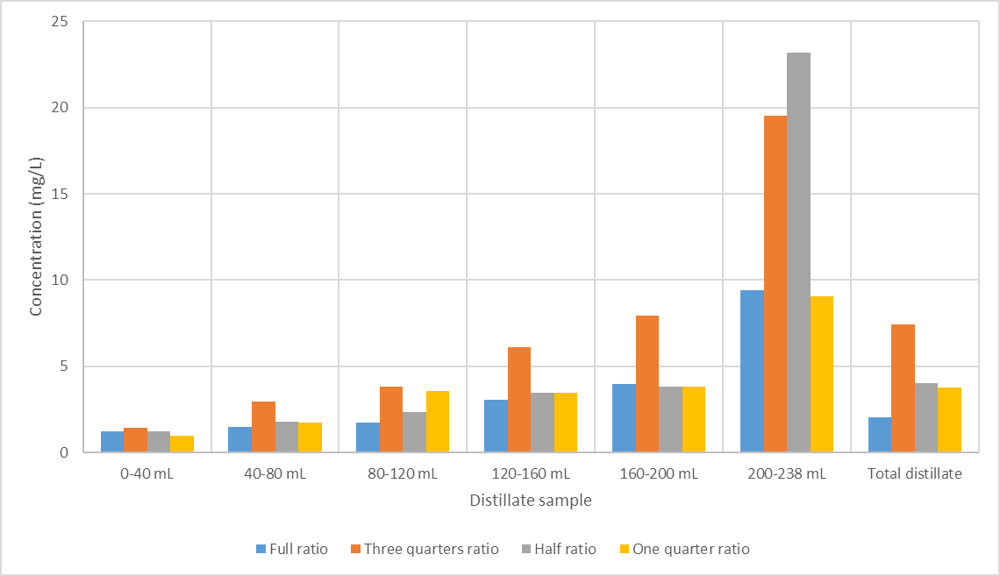 25
20
15
10
5
0
Concentration (mg/L)
0-40 mL
40-80 mL
80-120 mL
120-160 mL
160-200 mL
200-238 mL
Total distillate
Distillate sample
Full ratio
Three quarters ratio
Half ratio
One quarter ratio